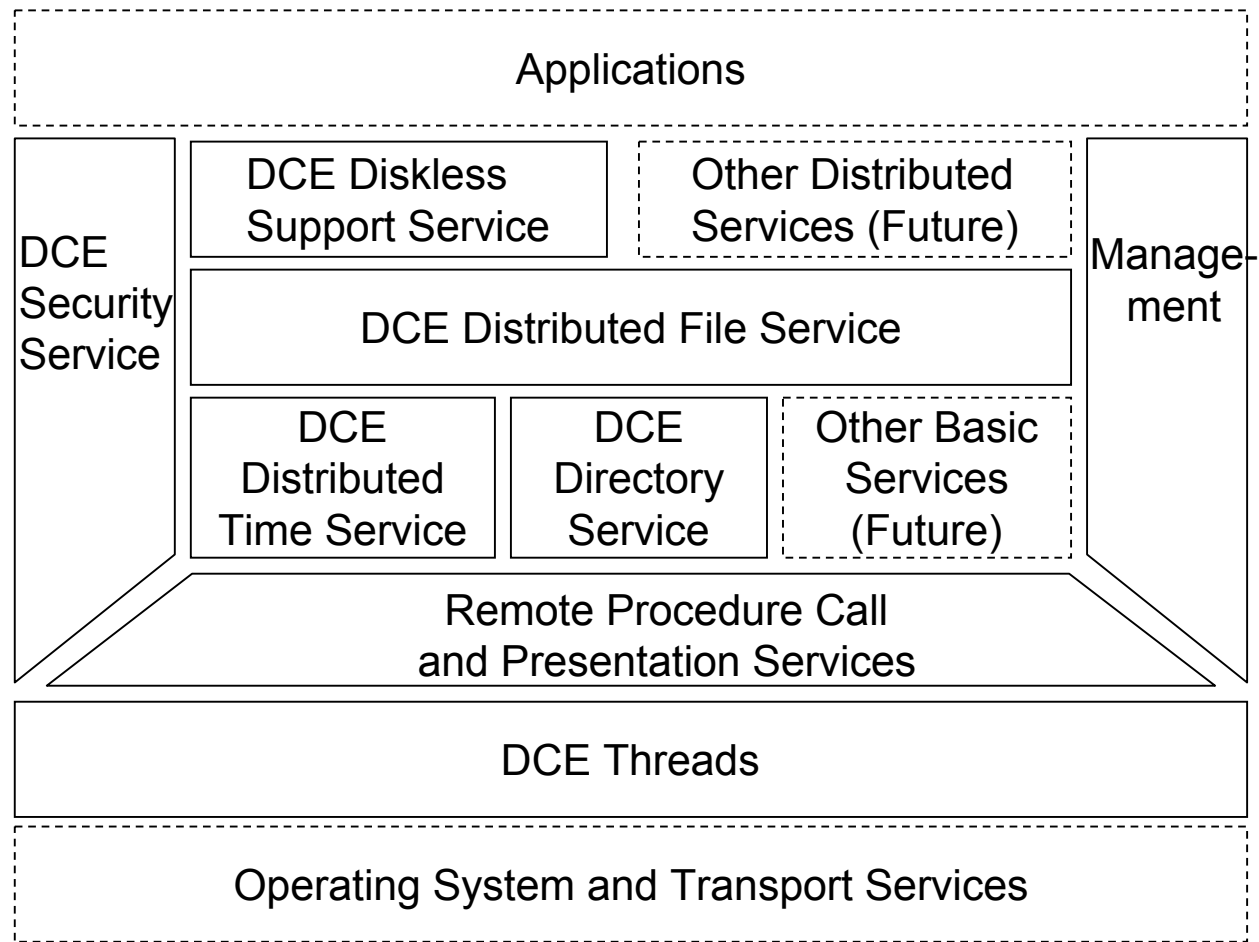 Applications
DCE Diskless
Support Service
Other Distributed
Services (Future)
DCE
Security
Service
Manage-
ment
DCE Distributed File Service
DCE
Distributed
Time Service
DCE
Directory
Service
Other Basic
Services
(Future)
Remote Procedure Call
and Presentation Services
DCE Threads
Operating System and Transport Services